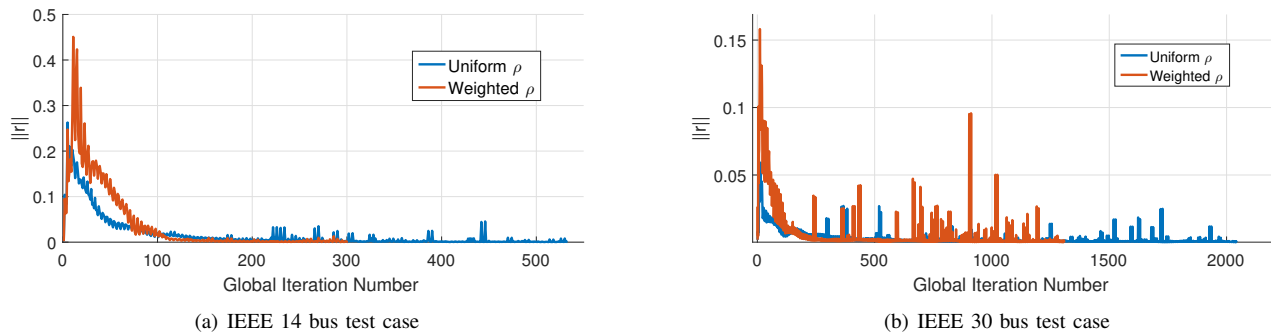 0.5
0.4
0.3
0.2
0.1
0
||r||
Uniform ρ
Weighted ρ
0 100 200 300 400 500
Global Iteration Number
(a) IEEE 14 bus test case
0.15
0.1
0.05
||r||
Uniform ρ
Weighted ρ
0 500 1000 1500 2000
Global Iteration Number
(b) IEEE 30 bus test case